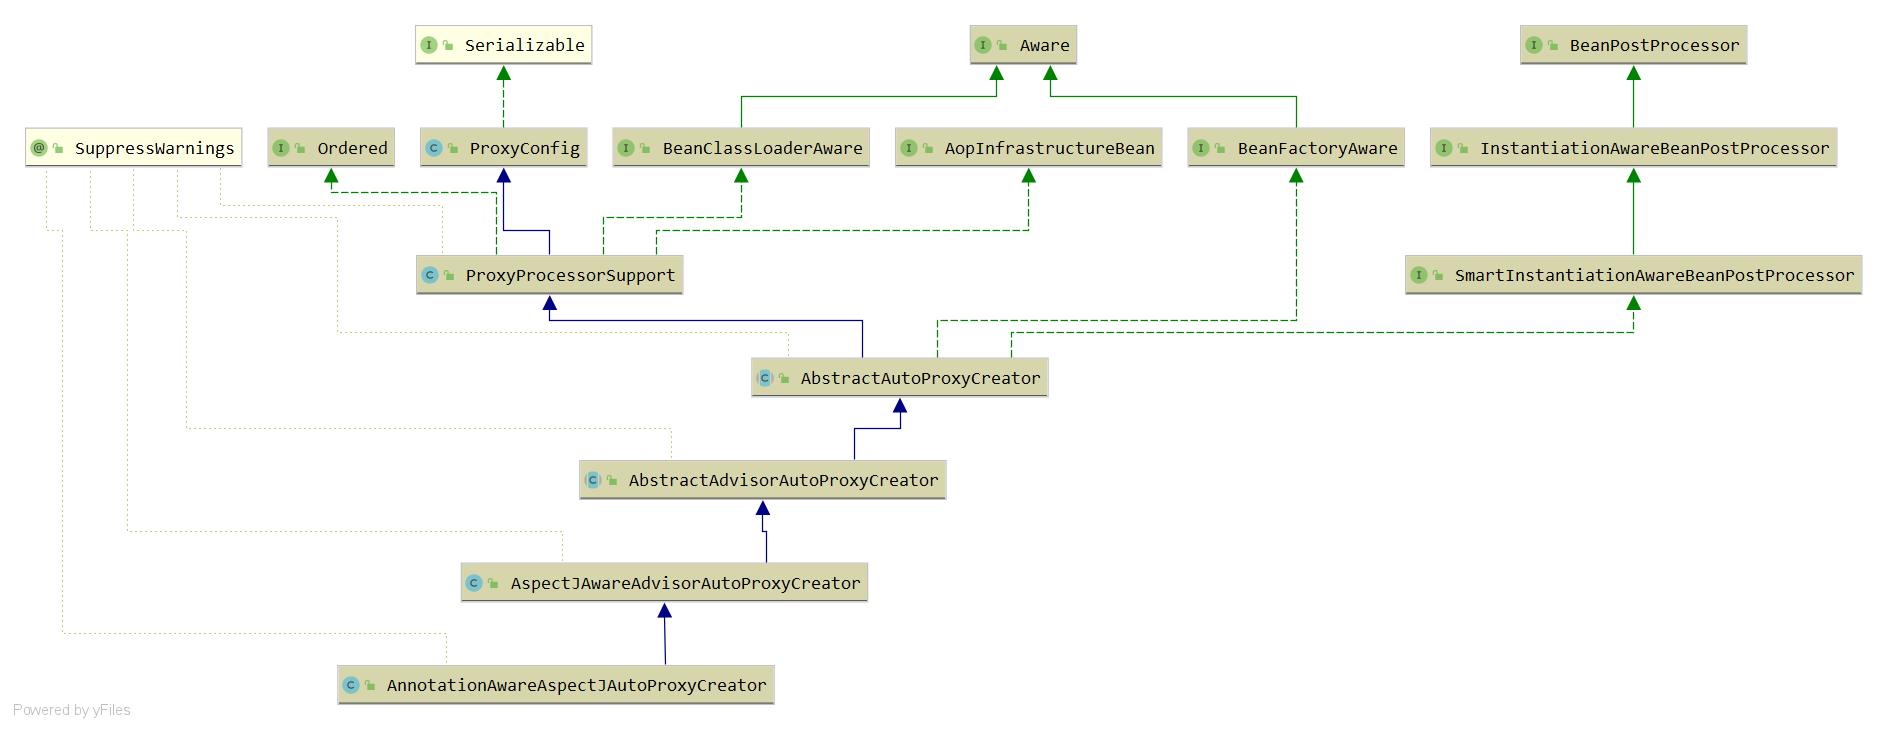 Serializable
Aware
BeanPostProcessor
SuppressWarnings
Ordered
ProxyConfig
BeanClassLoaderAware
AopInfrastructureBean
BeanFactoryAware
InstantiationAwareBeanPostProcessor
ProxyProcessorSupport
SmartInstantiationAwareBeanPostProcessor
AbstractAutoProxyCreator
AbstractAdvisorAutoProxyCreator
AspectJAwareAdvisorAutoProxyCreator
AnnotationAwareAspectJAutoProxyCreator
Powered by yFiles